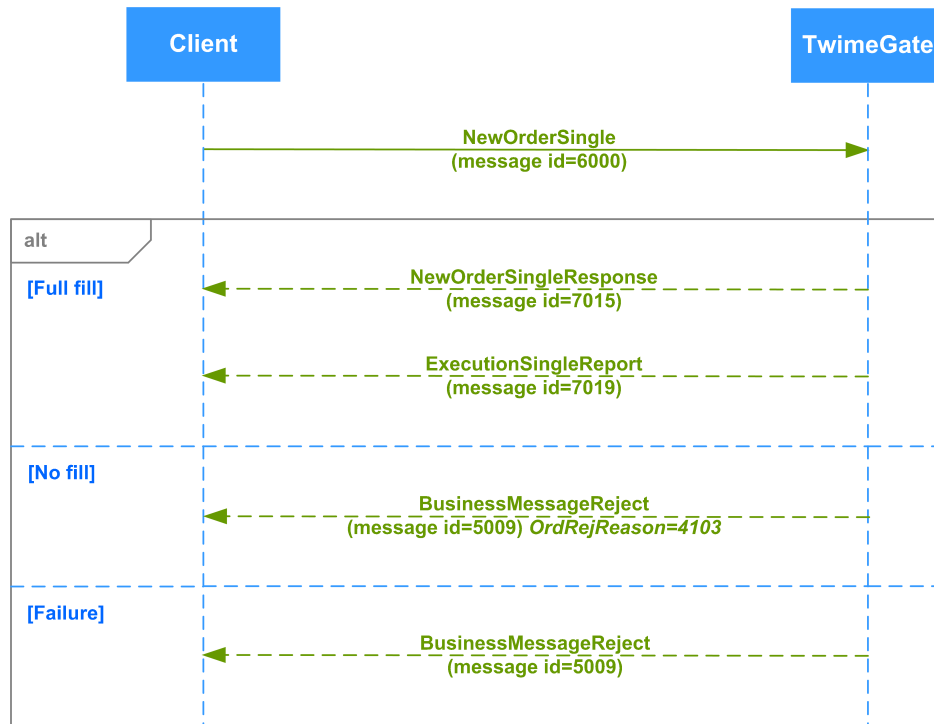 Client
TwimeGate
NewOrderSingle
(message id=6000)
alt
[Full fill]
NewOrderSingleResponse
(message id=7015)
ExecutionSingleReport
(message id=7019)
[No fill]
BusinessMessageReject
(message id=5009) OrdRejReason=4103
[Failure]
BusinessMessageReject
(message id=5009)